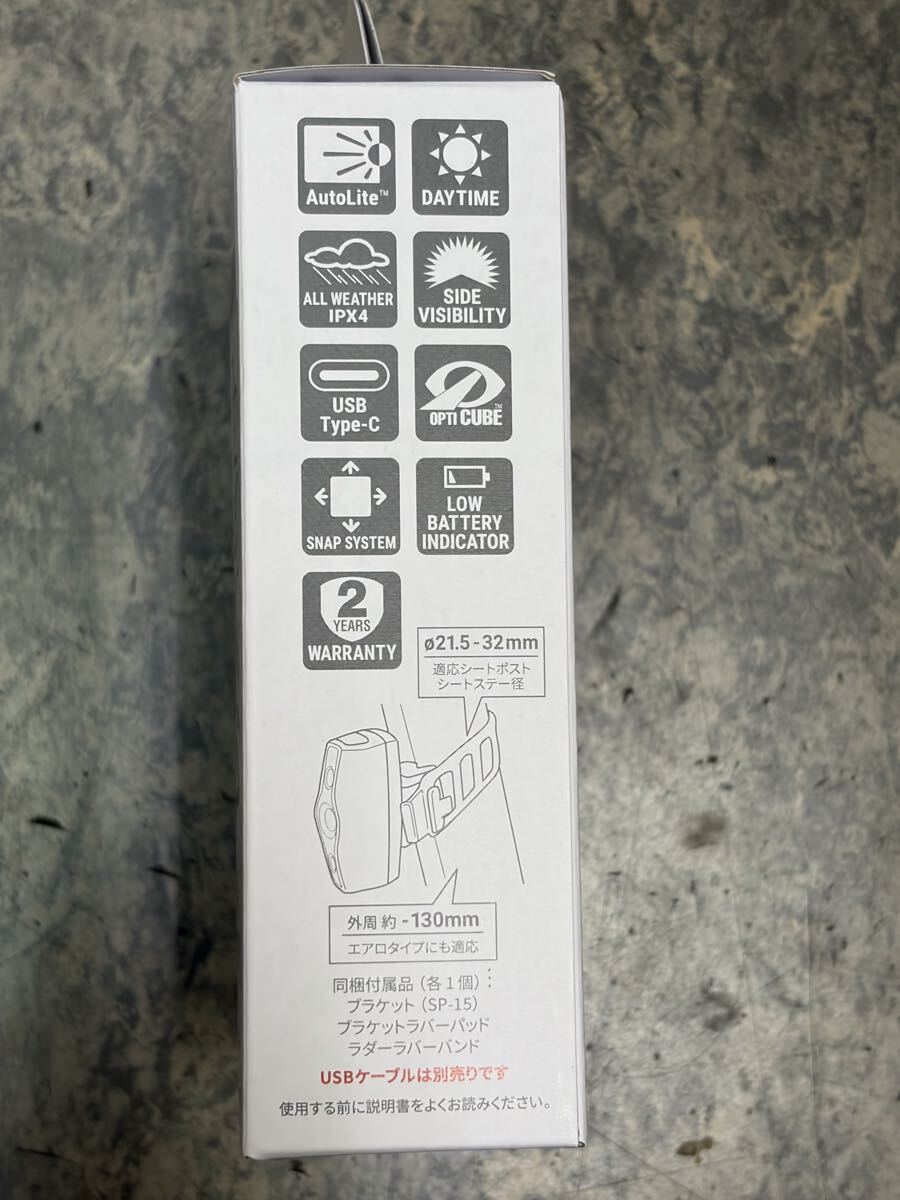 AutoLite™
DAYTIME
ALL WEATHER
IPX4
SIDE
VISIBILITY
USB
Type-C
OPTI CUBE™
SNAP SYSTEM
LOW
BATTERY
INDICATOR
2
YEARS
WARRANTY
ø21.5-32mm
適応シートポスト
シートステー径
外周 約 -130mm
エアロタイプにも適応
同梱付属品（各1個）：
ブラケット（SP-15）
ブラケットラバーパッド
ラダーラバーバンド
USBケーブルは別売りです
使用する前に説明書をよくお読みください。